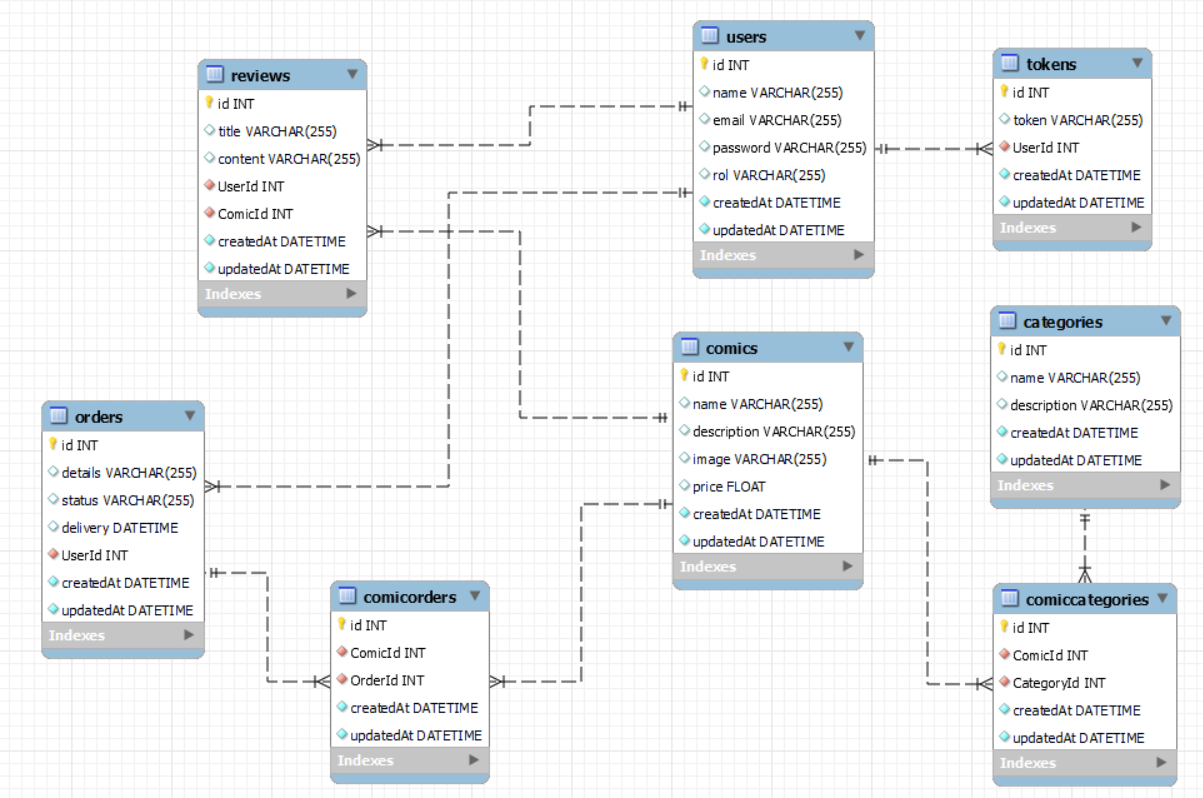 reviews
id INT
title VARCHAR(255)
content VARCHAR(255)
UserId INT
ComicId INT
createdAt DATETIME
updatedAt DATETIME
Indexes
users
id INT
name VARCHAR(255)
email VARCHAR(255)
password VARCHAR(255)
rol VARCHAR(255)
createdAt DATETIME
updatedAt DATETIME
Indexes
tokens
id INT
token VARCHAR(255)
UserId INT
createdAt DATETIME
updatedAt DATETIME
Indexes
orders
id INT
details VARCHAR(255)
status VARCHAR(255)
delivery DATETIME
UserId INT
createdAt DATETIME
updatedAt DATETIME
Indexes
comics
id INT
name VARCHAR(255)
description VARCHAR(255)
image VARCHAR(255)
price FLOAT
createdAt DATETIME
updatedAt DATETIME
Indexes
categories
id INT
name VARCHAR(255)
description VARCHAR(255)
createdAt DATETIME
updatedAt DATETIME
Indexes
comicorders
id INT
ComicId INT
OrderId INT
createdAt DATETIME
updatedAt DATETIME
Indexes
comiccategories
id INT
ComicId INT
CategoryId INT
createdAt DATETIME
updatedAt DATETIME
Indexes